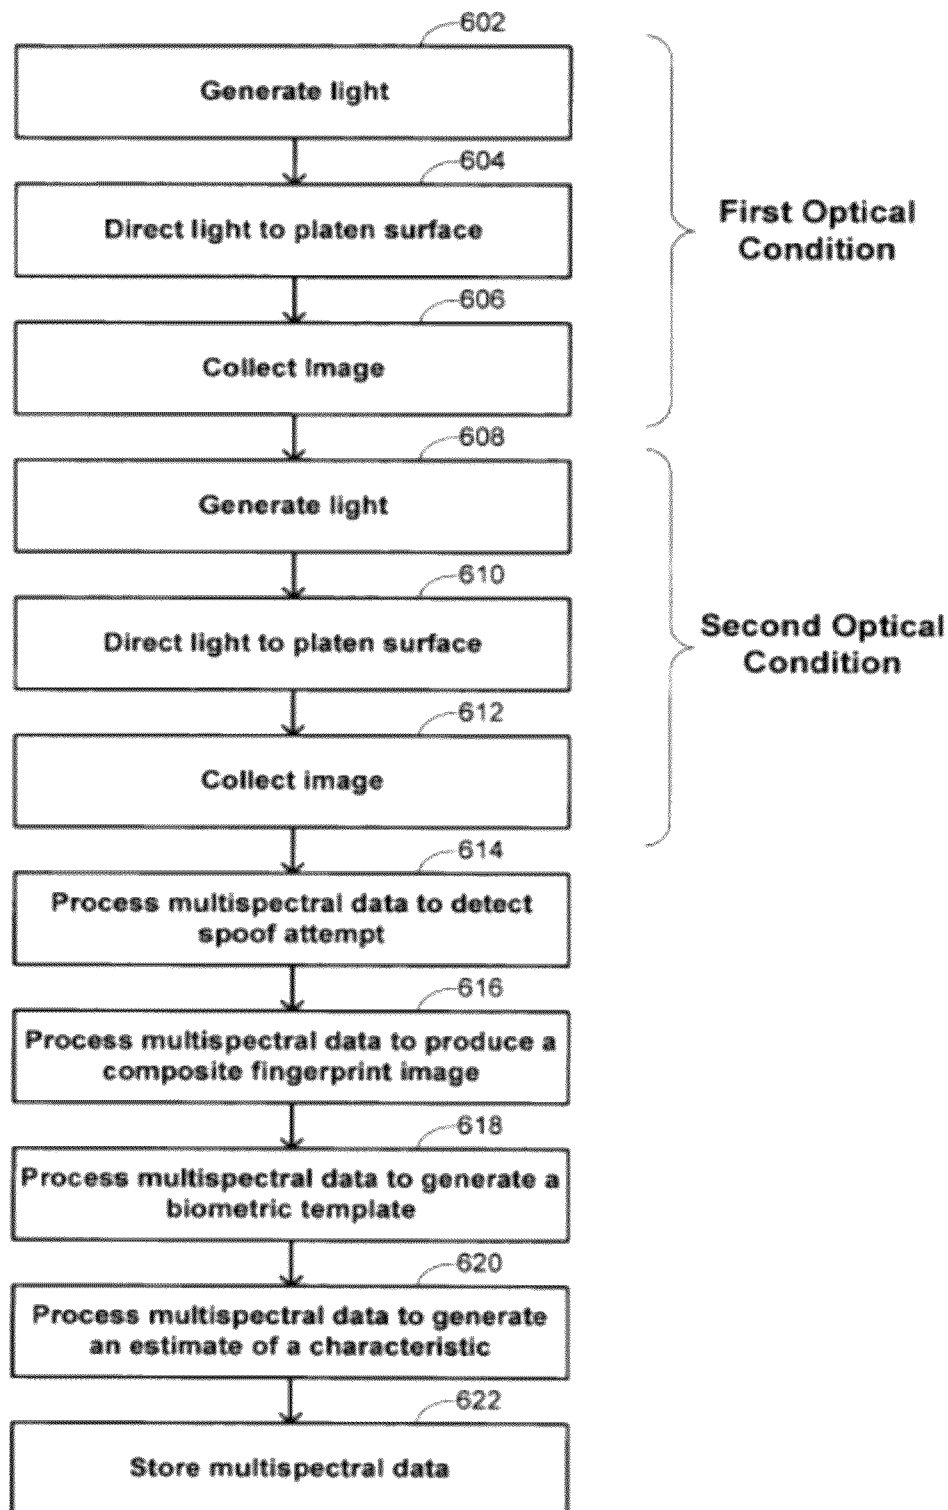 602
Generate light
604
Direct light to platen surface
606
Collect Image
First Optical
Condition
608
Generate light
610
Direct light to platen surface
612
Collect image
Second Optical
Condition
614
Process multispectral data to detect
spoof attempt
616
Process multispectral data to produce a
composite fingerprint image
618
Process multispectral data to generate a
biometric template
620
Process multispectral data to generate
an estimate of a characteristic
622
Store multispectral data